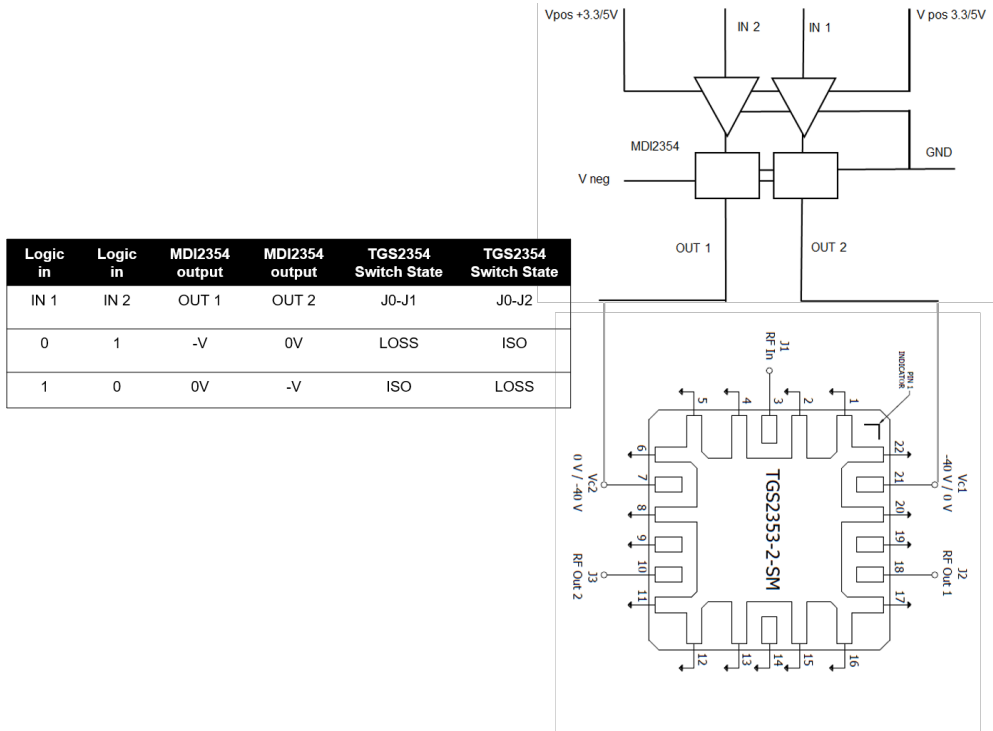 Vpos +3.3/5V
IN 2
IN 1
V pos 3.3/5V
MDI2354
GND
V neg
OUT 1
OUT 2
Logic in
Logic in
MDI2354 output
MDI2354 output
TGS2354 Switch State
TGS2354 Switch State
IN 1
IN 2
OUT 1
OUT 2
J0-J1
J0-J2
0
1
-V
0V
LOSS
ISO
1
0
0V
-V
ISO
LOSS
J1
RF In
PIN 1
INDICATOR
5
4
3
2
1
6
7
8
9
10
11
22
21
20
19
18
17
12
13
14
15
16
Vc2
0 V / -40 V
Vc1
-40 V / 0 V
J3
RF Out 2
J2
RF Out 1
TGS2353-2-SM